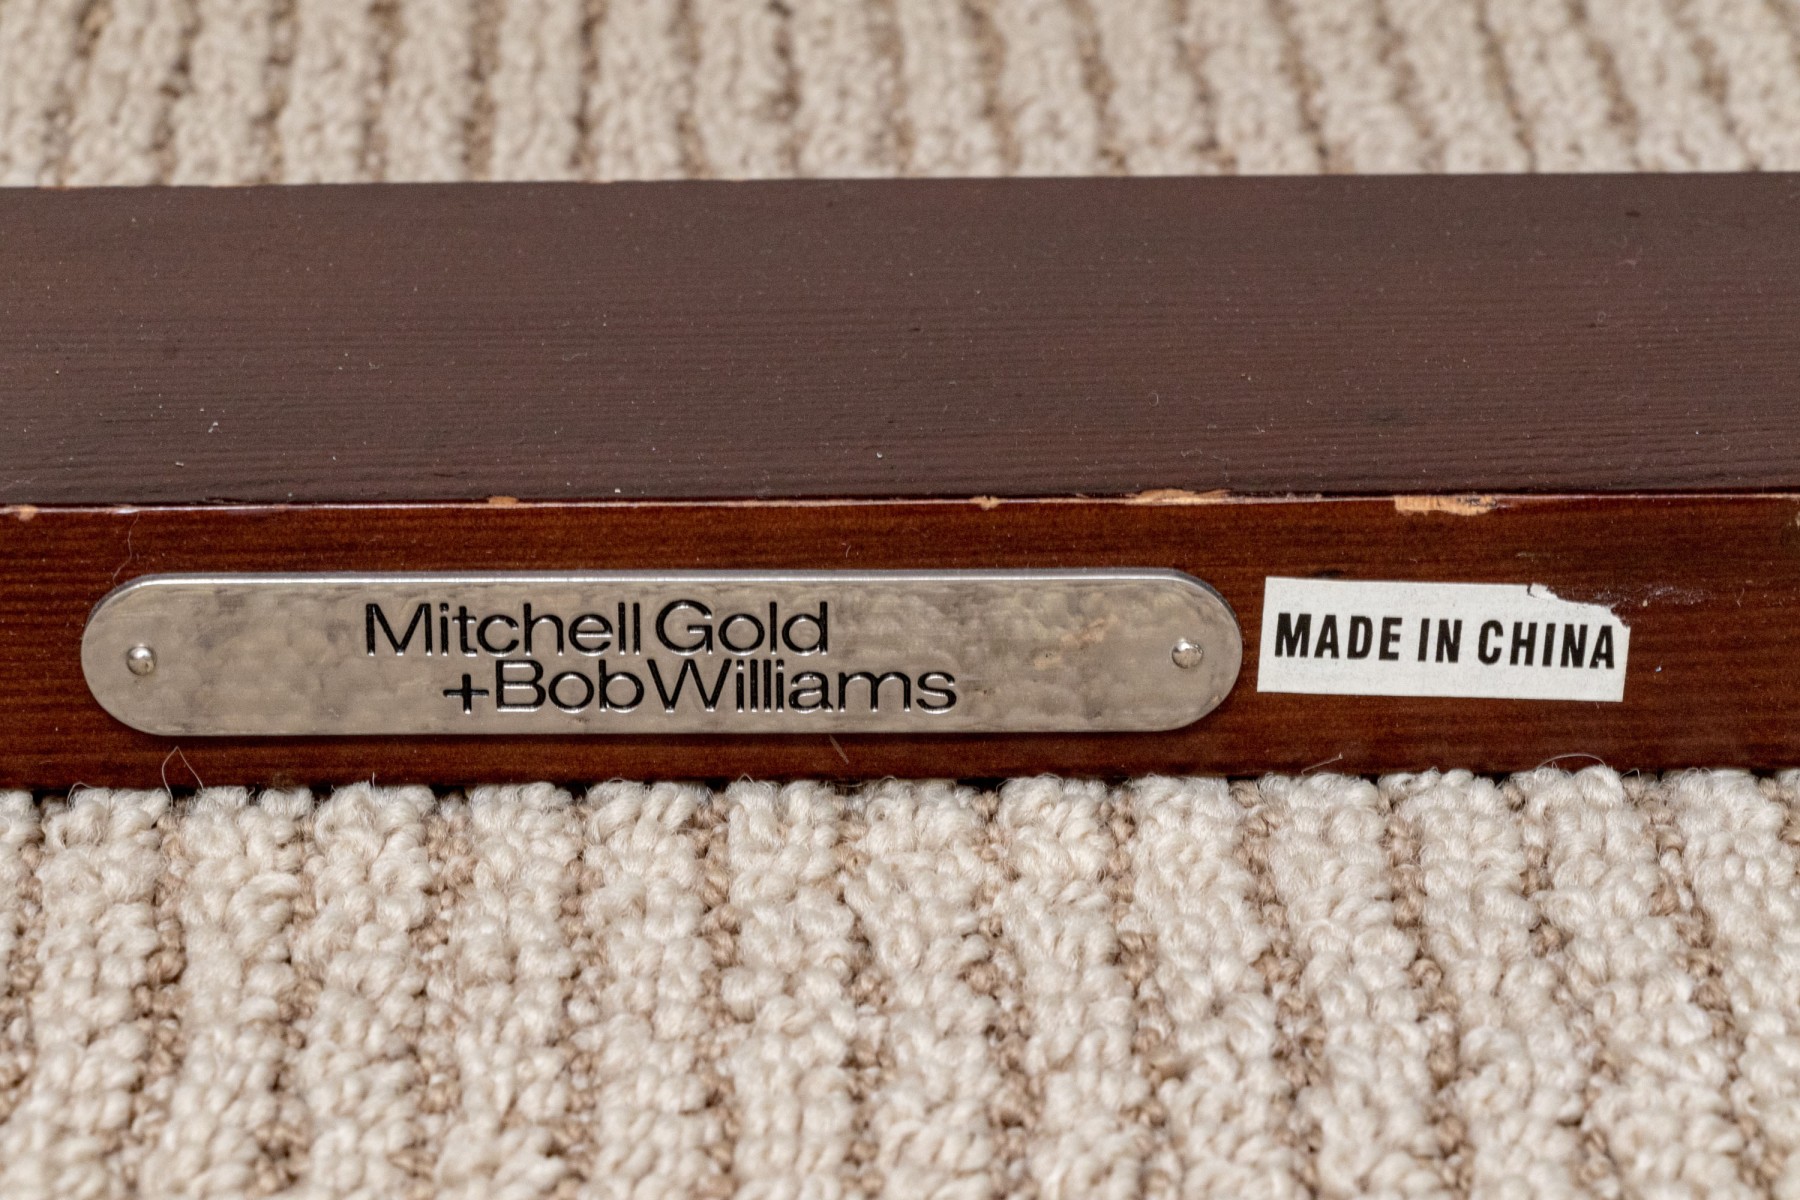 Mitchell Gold
+Bob Williams
MADE IN CHINA